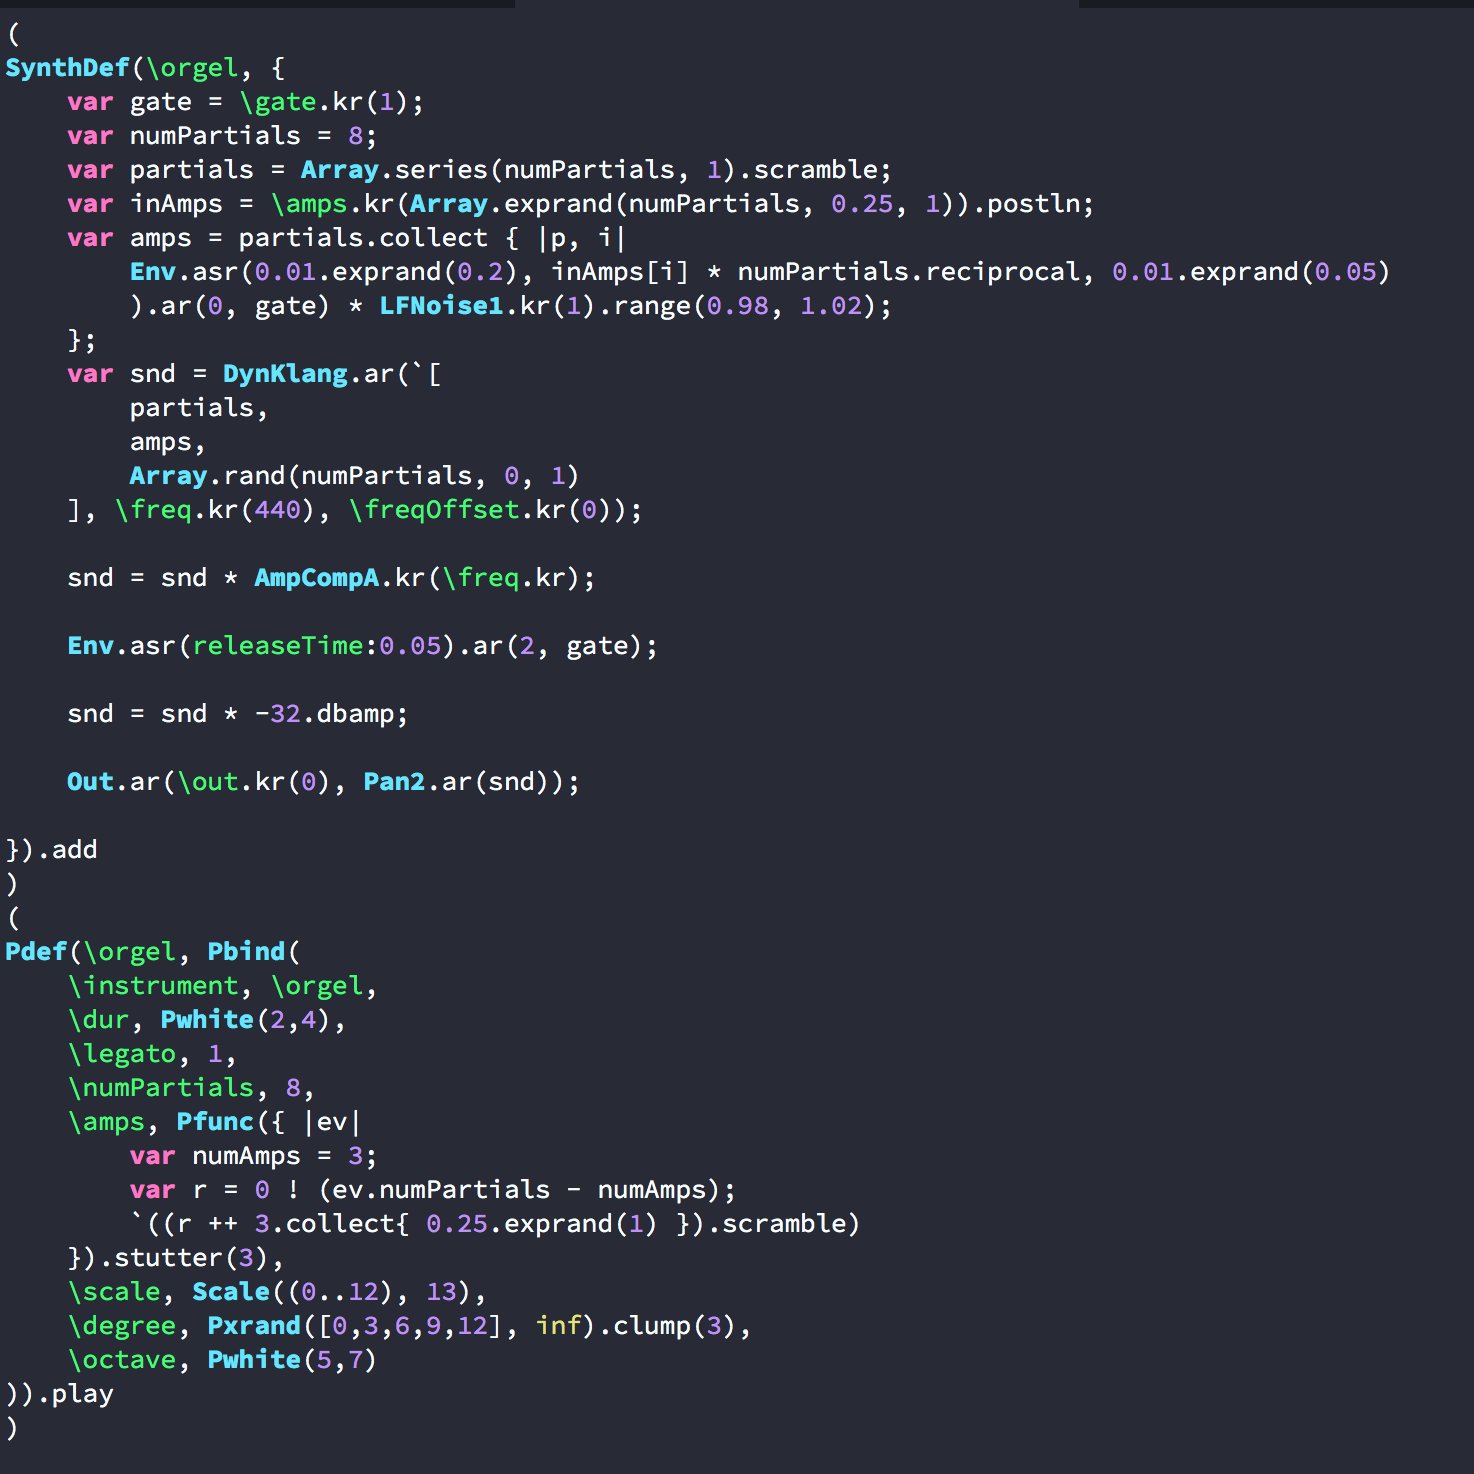 (
SynthDef(\orgel, {
    var gate = \gate.kr(1);
    var numPartials = 8;
    var partials = Array.series(numPartials, 1).scramble;
    var inAmps = \amps.kr(Array.exprand(numPartials, 0.25, 1)).postln;
    var amps = partials.collect { |p, i|
        Env.asr(0.01.exprand(0.2), inAmps[i] * numPartials.reciprocal, 0.01.exprand(0.05)
        ).ar(0, gate) * LFNoise1.kr(1).range(0.98, 1.02);
    };
    var snd = DynKlang.ar(`[
        partials,
        amps,
        Array.rand(numPartials, 0, 1)
    ], \freq.kr(440), \freqOffset.kr(0));

    snd = snd * AmpCompA.kr(\freq.kr);

    Env.asr(releaseTime:0.05).ar(2, gate);

    snd = snd * -32.dbamp;

    Out.ar(\out.kr(0), Pan2.ar(snd));

}).add
)
(
Pdef(\orgel, Pbind(
    \instrument, \orgel,
    \dur, Pwhite(2,4),
    \legato, 1,
    \numPartials, 8,
    \amps, Pfunc({ |ev|
        var numAmps = 3;
        var r = 0 ! (ev.numPartials - numAmps);
        `((r ++ 3.collect{ 0.25.exprand(1) }).scramble)
    }).stutter(3),
    \scale, Scale((0..12), 13),
    \degree, Pxrand([0,3,6,9,12], inf).clump(3),
    \octave, Pwhite(5,7)
)).play
)